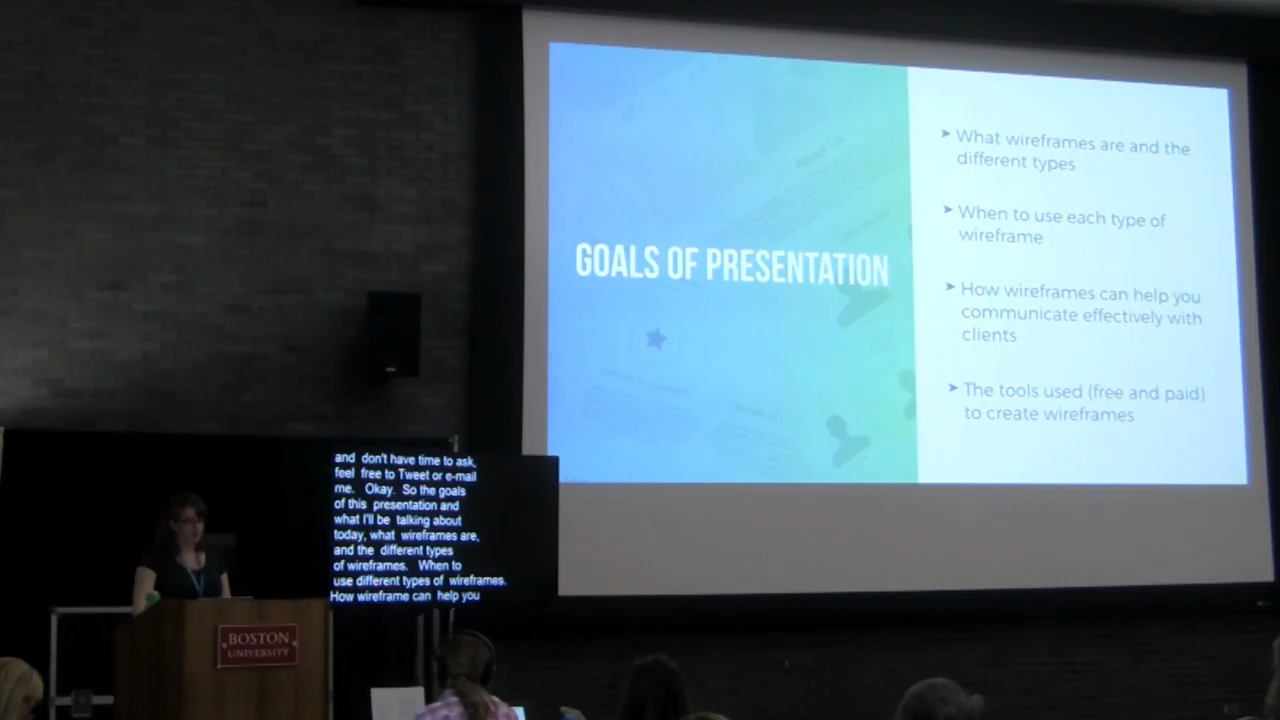 GOALS OF PRESENTATION
About Us
➤ What wireframes are and the
different types
➤ When to use each type of
wireframe
➤ How wireframes can help you
communicate effectively with
clients
➤ The tools used (free and paid)
to create wireframes
and don't have time to ask,
feel free to Tweet or e-mail
me. Okay. So the goals
of this presentation and
what I'll be talking about
today, what wireframes are,
and the different types
of wireframes. When to
use different types of wireframes.
How wireframe can help you
BOSTON
UNIVERSITY